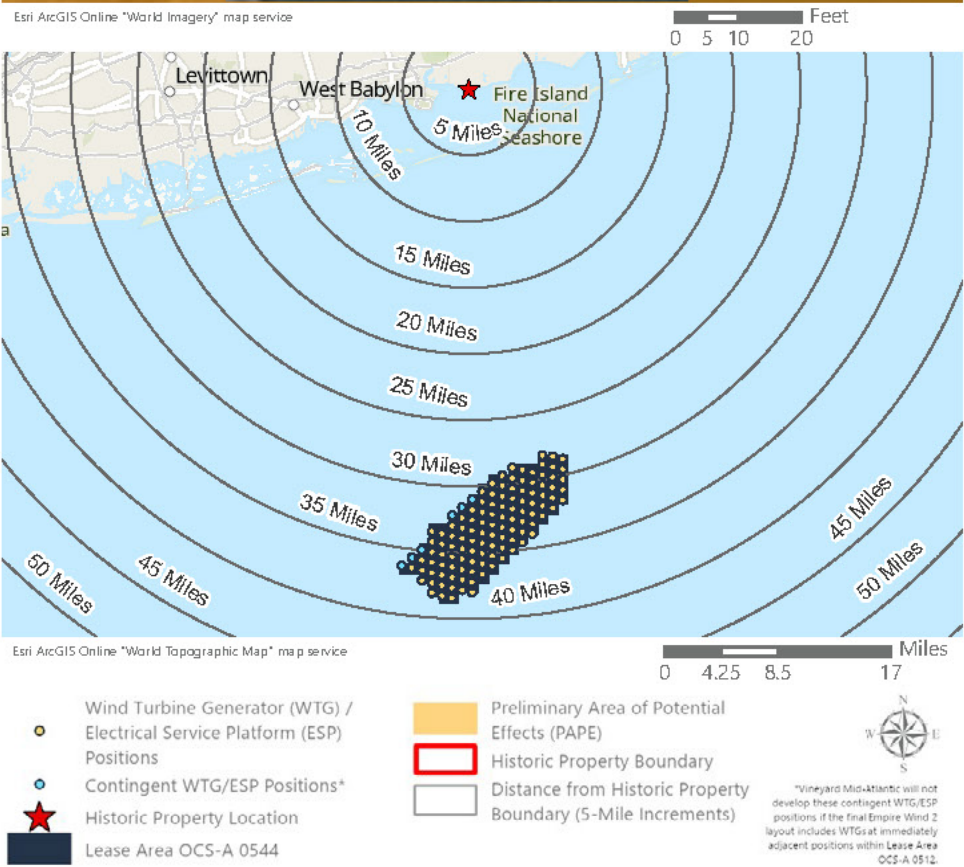 Esri ArcGIS Online "World Imagery" map service
Feet
0 5 10 20
Levittown
West Babylon
Fire Island
National
Seashore
5 Miles
10 Miles
a
15 Miles
20 Miles
25 Miles
30 Miles
35 Miles
40 Miles
45 Miles
50 Miles
45 Miles
50 Miles
Esri ArcGIS Online "World Topographic Map" map service
Miles
0 4.25 8.5 17
Wind Turbine Generator (WTG) /
Electrical Service Platform (ESP)
Positions
Contingent WTG/ESP Positions*
Historic Property Location
Lease Area OCS-A 0544
Preliminary Area of Potential
Effects (PAPE)
Historic Property Boundary
Distance from Historic Property
Boundary (5-Mile Increments)
N
W E
S
*Vineyard Mid-Atlantic will not
develop these contingent WTG/ESP
positions if the final Empire Wind 2
layout includes WTGs at immediately
adjacent positions within Lease Area
OCS-A 0512.